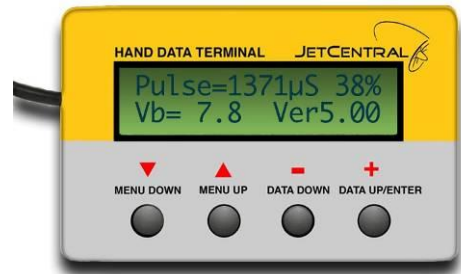 HAND DATA TERMINAL JETCENTRAL
Pulse=1371µS 38%
Vb= 7.8 Ver5.00
MENU DOWN MENU UP DATA DOWN DATA UP/ENTER